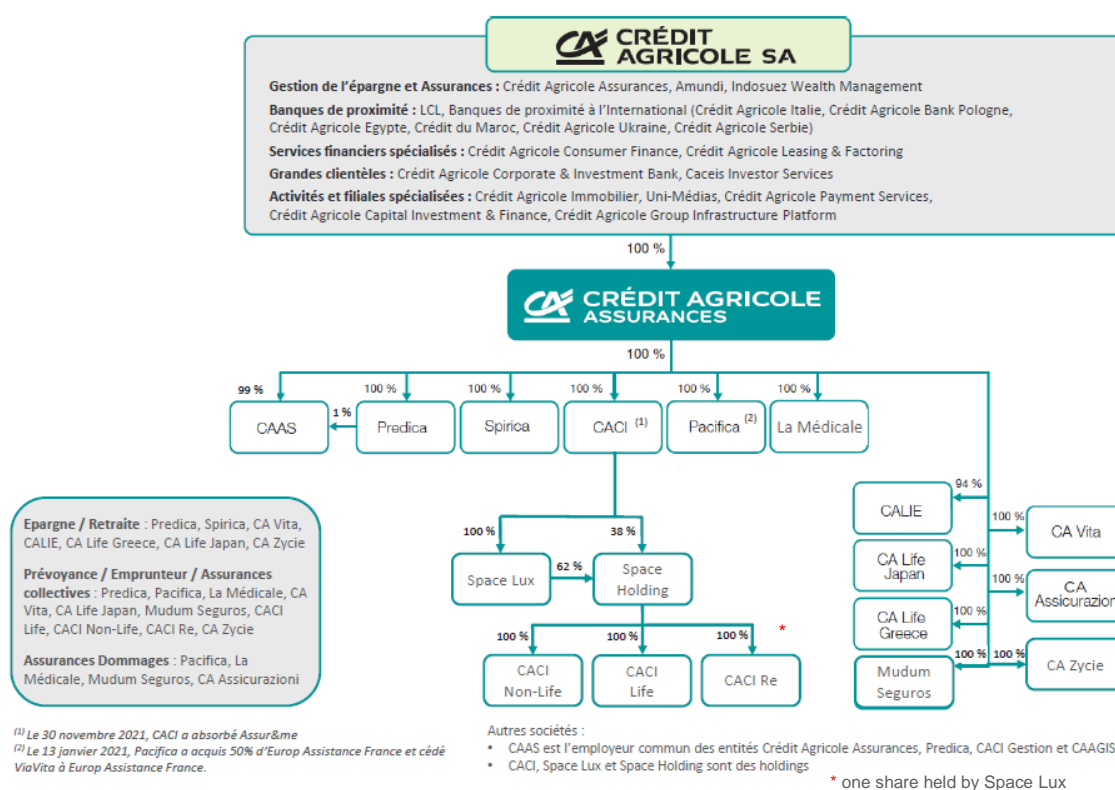 CA CRÉDIT
AGRICOLE SA
Gestion de l'épargne et Assurances : Crédit Agricole Assurances, Amundi, Indosuez Wealth Management
Banques de proximité : LCL, Banques de proximité à l'International (Crédit Agricole Italie, Crédit Agricole Bank Pologne,
Crédit Agricole Egypte, Crédit du Maroc, Crédit Agricole Ukraine, Crédit Agricole Serbie)
Services financiers spécialisés : Crédit Agricole Consumer Finance, Crédit Agricole Leasing & Factoring
Grandes clientèles : Crédit Agricole Corporate & Investment Bank, Caceis Investor Services
Activités et filiales spécialisées : Crédit Agricole Immobilier, Uni-Médias, Crédit Agricole Payment Services,
Crédit Agricole Capital Investment & Finance, Crédit Agricole Group Infrastructure Platform
100 %
CA CRÉDIT AGRICOLE
ASSURANCES
100 %
99 % 100 % 100 % 100 % 100 % 100 %
CAAS 1 % Predica Spirica CACI (1) Pacifica (2) La Médicale
94 %
CALIE
100 %
CA Vita
100 %
CA Life
Japan
100 %
CA
Assicurazion
100 %
CA Life
Greece
100 % 100 %
Mudum
Seguros
CA Zycie
100 % 38 %
Space Lux 62 % Space
Holding
100 % 100 % 100 % *
CACI
Non-Life
CACI
Life
CACI Re
Epargne / Retraite : Predica, Spirica, CA Vita,
CALIE, CA Life Greece, CA Life Japan, CA Zycie
Prévoyance / Emprunteur / Assurances
collectives : Predica, Pacifica, La Médicale, CA
Vita, CA Life Japan, Mudum Seguros, CACI
Life, CACI Non-Life, CACI Re, CA Zycie
Assurances Dommages : Pacifica, La
Médicale, Mudum Seguros, CA Assicurazioni
(1) Le 30 novembre 2021, CACI a absorbé Assur&me
(2) Le 13 janvier 2021, Pacifica a acquis 50% d'Europ Assistance France et cédé
ViaVita à Europ Assistance France.
Autres sociétés :
• CAAS est l'employeur commun des entités Crédit Agricole Assurances, Predica, CACI Gestion et CAAGIS
• CACI, Space Lux et Space Holding sont des holdings
* one share held by Space Lux